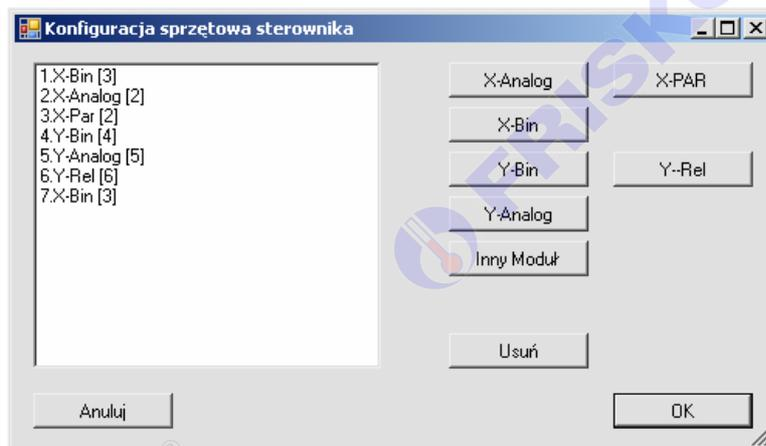 Konfiguracja sprzętowa sterownika
1.X-Bin [3]
2.X-Analog [2]
3.X-Par [2]
4.Y-Bin [4]
5.Y-Analog [5]
6.Y-Rel [6]
7.X-Bin [3]
X-Analog
X-PAR
X-Bin
Y-Bin
Y--Rel
Y-Analog
Inny Moduł
Usuń
Anuluj
OK
FRISKO